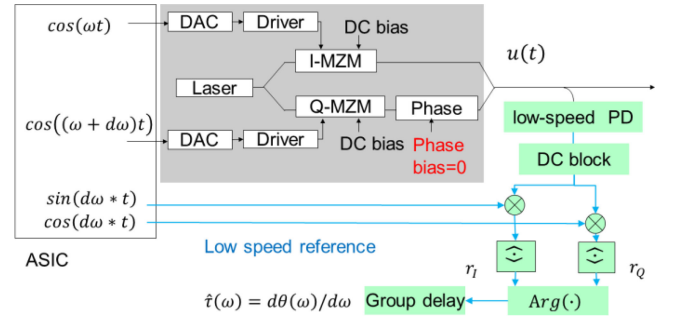 cos(ωt)
DAC
Driver
DC bias
I-MZM
u(t)
Laser
Q-MZM
Phase
cos((ω + dω)t)
DAC
Driver
DC bias
Phase
bias=0
low-speed PD
DC block
sin(dω * t)
cos(dω * t)
Low speed reference
ASIC
⟨·⟩
⟨·⟩
r_I
r_Q
τ̂(ω) = dθ(ω)/dω
Group delay
Arg(·)